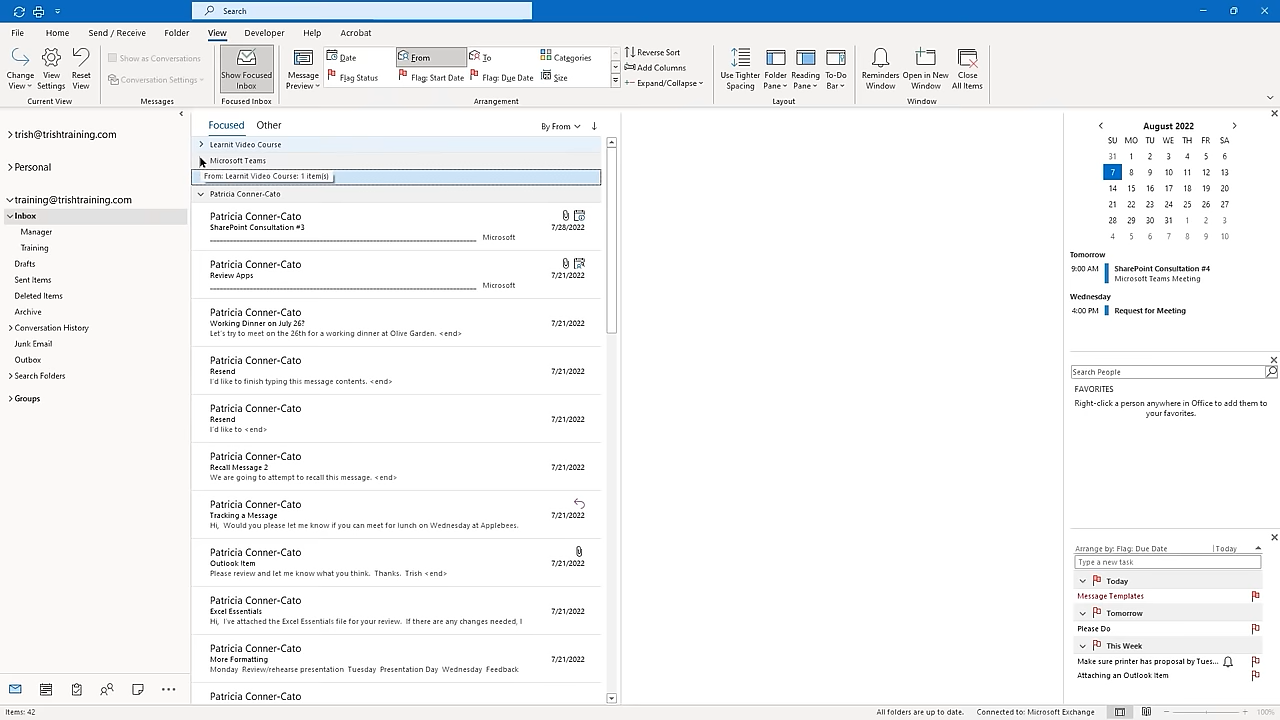 Search
File Home Send / Receive Folder View Developer Help Acrobat
Change View
View Settings
Reset View
Current View
Show as Conversations
Conversation Settings
Messages
Show Focused Inbox
Focused Inbox
Message Preview
Date From To Categories
Flag Status Flag: Start Date Flag: Due Date Size
Arrangement
Reverse Sort
Add Columns
Expand/Collapse
Use Tighter Spacing
Folder Pane
Reading Pane
To-Do Bar
Layout
Reminders Window
Open in New Window
Close All Items
Window
trish@trishtraining.com
Personal
training@trishtraining.com
Inbox
Manager
Training
Drafts
Sent Items
Deleted Items
Archive
Conversation History
Junk Email
Outbox
Search Folders
Groups
Focused Other By From
Learnit Video Course
Microsoft Teams
From: Learnit Video Course: 1 item(s)
Patricia Conner-Cato
Patricia Conner-Cato
SharePoint Consultation #3 7/28/2022
Microsoft
Patricia Conner-Cato
Review Apps 7/21/2022
Microsoft
Patricia Conner-Cato
Working Dinner on July 26? 7/21/2022
Let's try to meet on the 26th for a working dinner at Olive Garden. <end>
Patricia Conner-Cato
Resend 7/21/2022
I'd like to finish typing this message contents. <end>
Patricia Conner-Cato
Resend 7/21/2022
I'd like to <end>
Patricia Conner-Cato
Recall Message 2 7/21/2022
We are going to attempt to recall this message. <end>
Patricia Conner-Cato
Tracking a Message 7/21/2022
Hi, Would you please let me know if you can meet for lunch on Wednesday at Applebees.
Patricia Conner-Cato
Outlook Item 7/21/2022
Please review and let me know what you think. Thanks. Trish <end>
Patricia Conner-Cato
Excel Essentials 7/21/2022
Hi, I've attached the Excel Essentials file for your review. If there are any changes needed, I
Patricia Conner-Cato
More Formatting 7/21/2022
Monday Review/rehearse presentation Tuesday Presentation Day Wednesday Feedback
Patricia Conner-Cato
August 2022
SU MO TU WE TH FR SA
31 1 2 3 4 5 6
7 8 9 10 11 12 13
14 15 16 17 18 19 20
21 22 23 24 25 26 27
28 29 30 31 1 2 3
4 5 6 7 8 9 10
Tomorrow
9:00 AM SharePoint Consultation #4
Microsoft Teams Meeting
Wednesday
4:00 PM Request for Meeting
Search People
FAVORITES
Right-click a person anywhere in Office to add them to
your favorites.
Arrange by: Flag: Due Date Today
Type a new task
Today
Message Templates
Tomorrow
Please Do
This Week
Make sure printer has proposal by Tues...
Attaching an Outlook Item
Items: 42 All folders are up to date. Connected to: Microsoft Exchange 100%